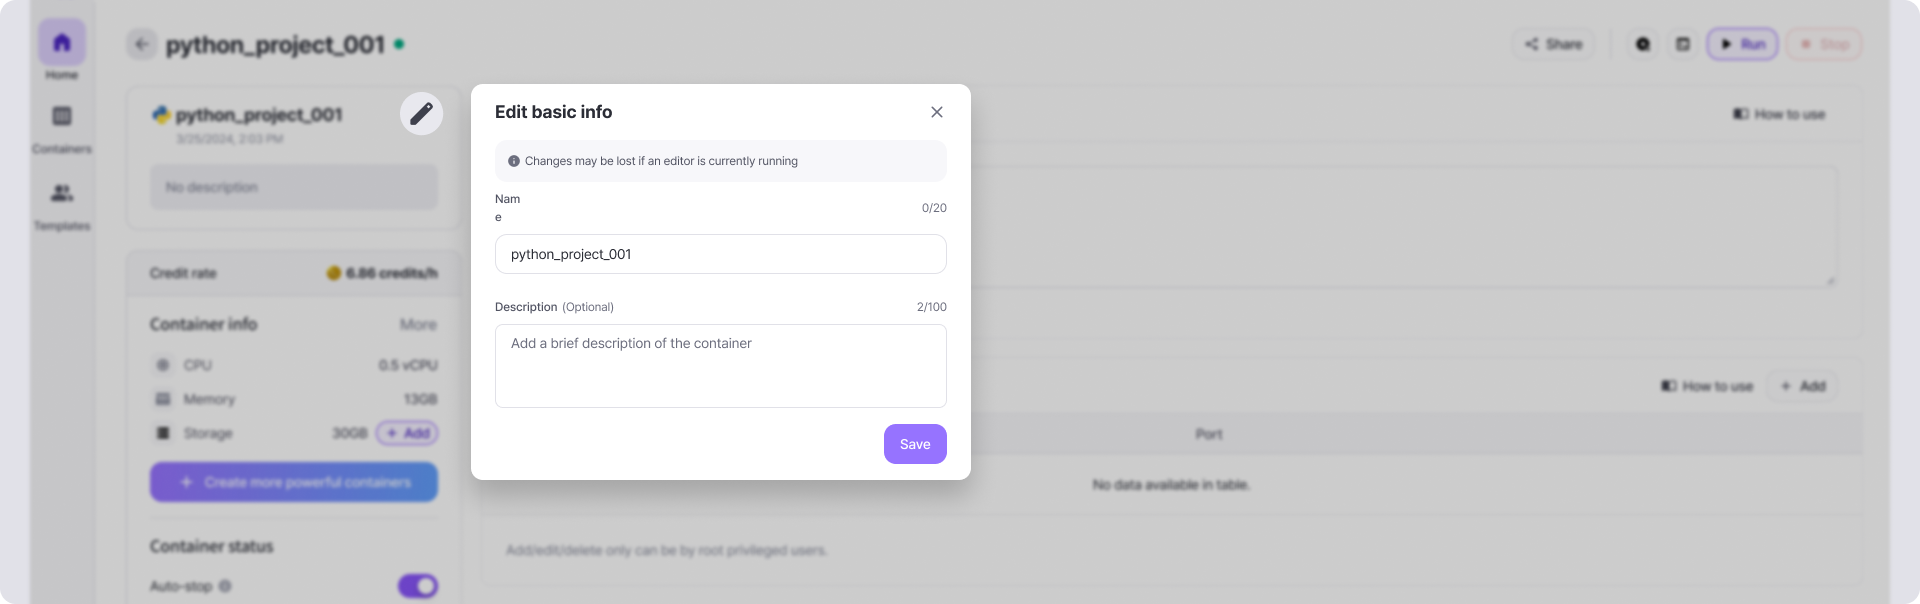 Home
Containers
Templates
python_project_001
Share
Run
Stop
python_project_001
3/25/2024, 2:03 PM
No description
Credit rate
6.86 credits/h
Container info
More
CPU
0.5 vCPU
Memory
13GB
Storage
30GB
+ Add
+ Create more powerful containers
Container status
Auto-stop
Edit basic info
Changes may be lost if an editor is currently running
Nam
e
0/20
python_project_001
Description (Optional)
2/100
Add a brief description of the container
Save
How to use
How to use
+ Add
Port
No data available in table.
Add/edit/delete only can be by root privileged users.